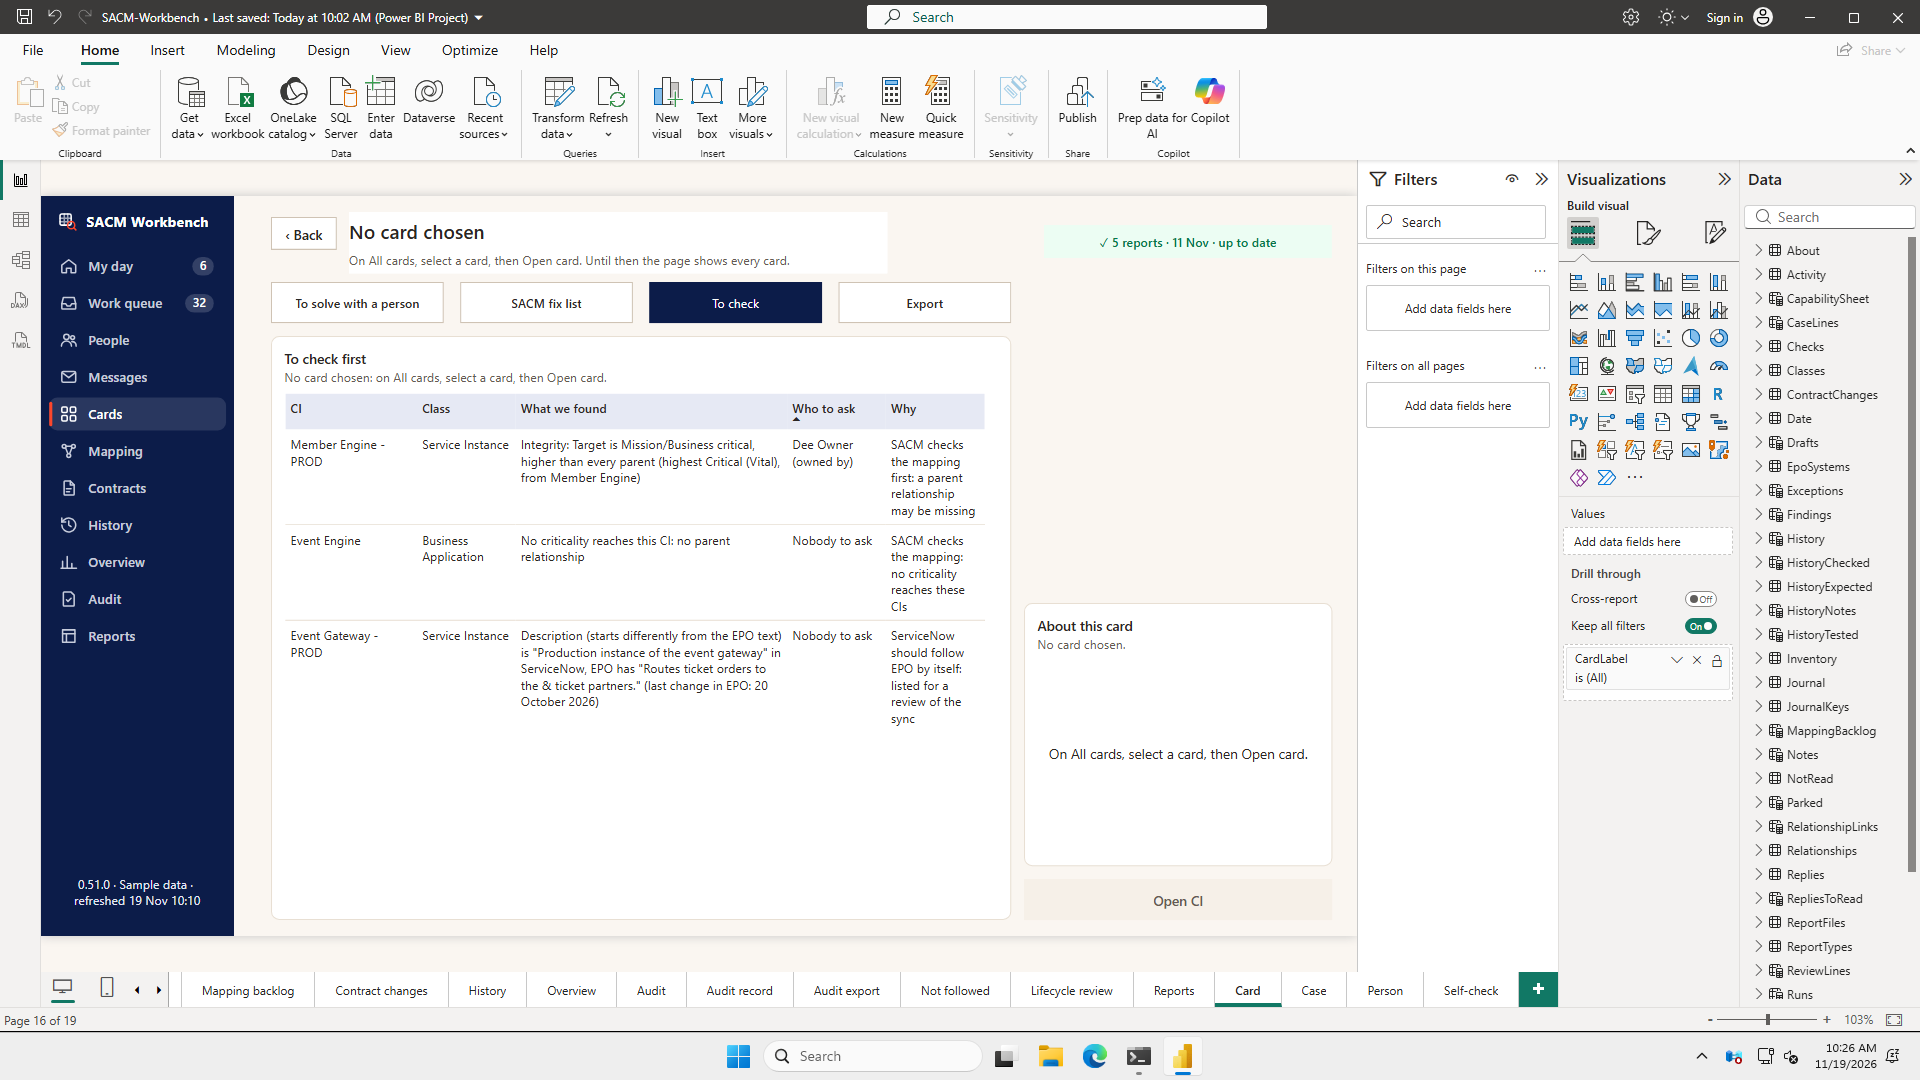 SACM-Workbench • Last saved: Today at 10:02 AM (Power BI Project)
Search
Sign in
File
Home
Insert
Modeling
Design
View
Optimize
Help
Share
Paste
Cut
Copy
Format painter
Clipboard
Get data
Excel workbook
OneLake catalog
SQL Server
Enter data
Dataverse
Recent sources
Data
Transform data
Refresh
Queries
New visual
Text box
More visuals
Insert
New visual calculation
New measure
Quick measure
Calculations
Sensitivity
Sensitivity
Publish
Share
Prep data for AI
Copilot
Copilot
SACM Workbench
My day 6
Work queue 32
People
Messages
Cards
Mapping
Contracts
History
Overview
Audit
Reports
0.51.0 · Sample data ·
refreshed 19 Nov 10:10
‹ Back
No card chosen
On All cards, select a card, then Open card. Until then the page shows every card.
✓ 5 reports · 11 Nov · up to date
To solve with a person
SACM fix list
To check
Export
To check first
No card chosen: on All cards, select a card, then Open card.
CI Class What we found Who to ask Why
Member Engine - PROD
Service Instance
Integrity: Target is Mission/Business critical,
higher than every parent (highest Critical (Vital),
from Member Engine)
Dee Owner
(owned by)
SACM checks
the mapping
first: a parent
relationship
may be missing
Event Engine
Business
Application
No criticality reaches this CI: no parent
relationship
Nobody to ask
SACM checks
the mapping:
no criticality
reaches these
CIs
Event Gateway -
PROD
Service Instance
Description (starts differently from the EPO text)
is "Production instance of the event gateway" in
ServiceNow, EPO has "Routes ticket orders to
the & ticket partners." (last change in EPO: 20
October 2026)
Nobody to ask
ServiceNow
should follow
EPO by itself:
listed for a
review of the
sync
About this card
No card chosen.
On All cards, select a card, then Open card.
Open CI
Filters
Search
Filters on this page
...
Add data fields here
Filters on all pages
...
Add data fields here
Visualizations
Build visual
R
Py
...
Values
Add data fields here
Drill through
Cross-report Off
Keep all filters On
CardLabel
is (All)
Data
Search
About
Activity
CapabilitySheet
CaseLines
Checks
Classes
ContractChanges
Date
Drafts
EpoSystems
Exceptions
Findings
History
HistoryChecked
HistoryExpected
HistoryNotes
HistoryTested
Inventory
Journal
JournalKeys
MappingBacklog
Notes
NotRead
Parked
RelationshipLinks
Relationships
Replies
RepliesToRead
ReportFiles
ReportTypes
ReviewLines
Runs
Mapping backlog
Contract changes
History
Overview
Audit
Audit record
Audit export
Not followed
Lifecycle review
Reports
Card
Case
Person
Self-check
+
Page 16 of 19
- + 103%
Search
10:26 AM
11/19/2026